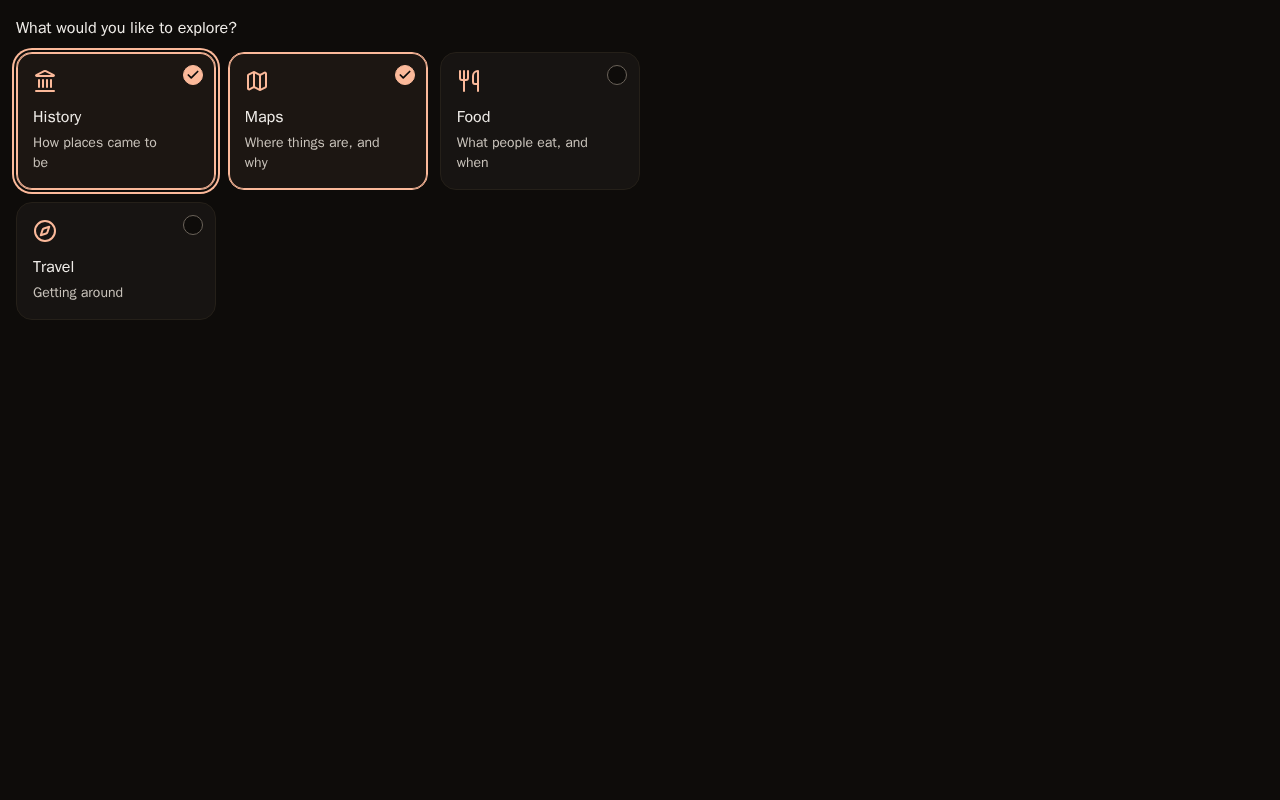 What would you like to explore?
History
How places came to
be
Maps
Where things are, and
why
Food
What people eat, and
when
Travel
Getting around